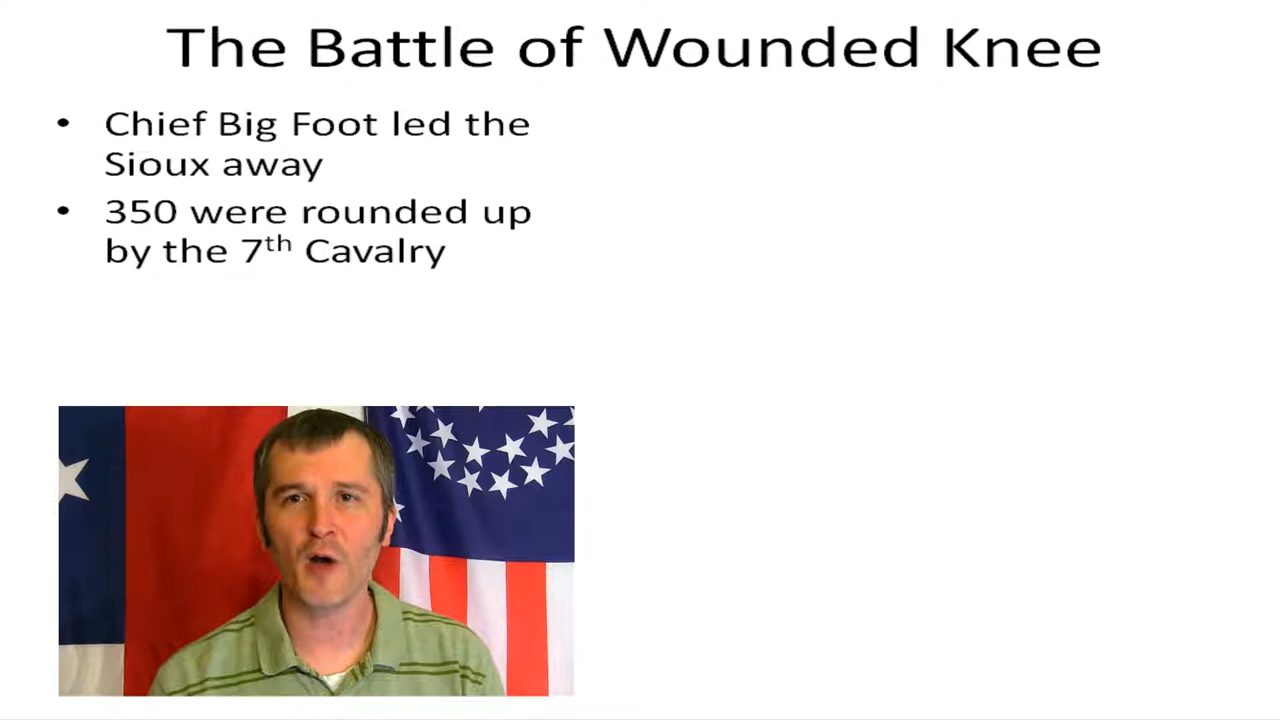 The Battle of Wounded Knee
• Chief Big Foot led the
Sioux away
• 350 were rounded up
by the 7th Cavalry